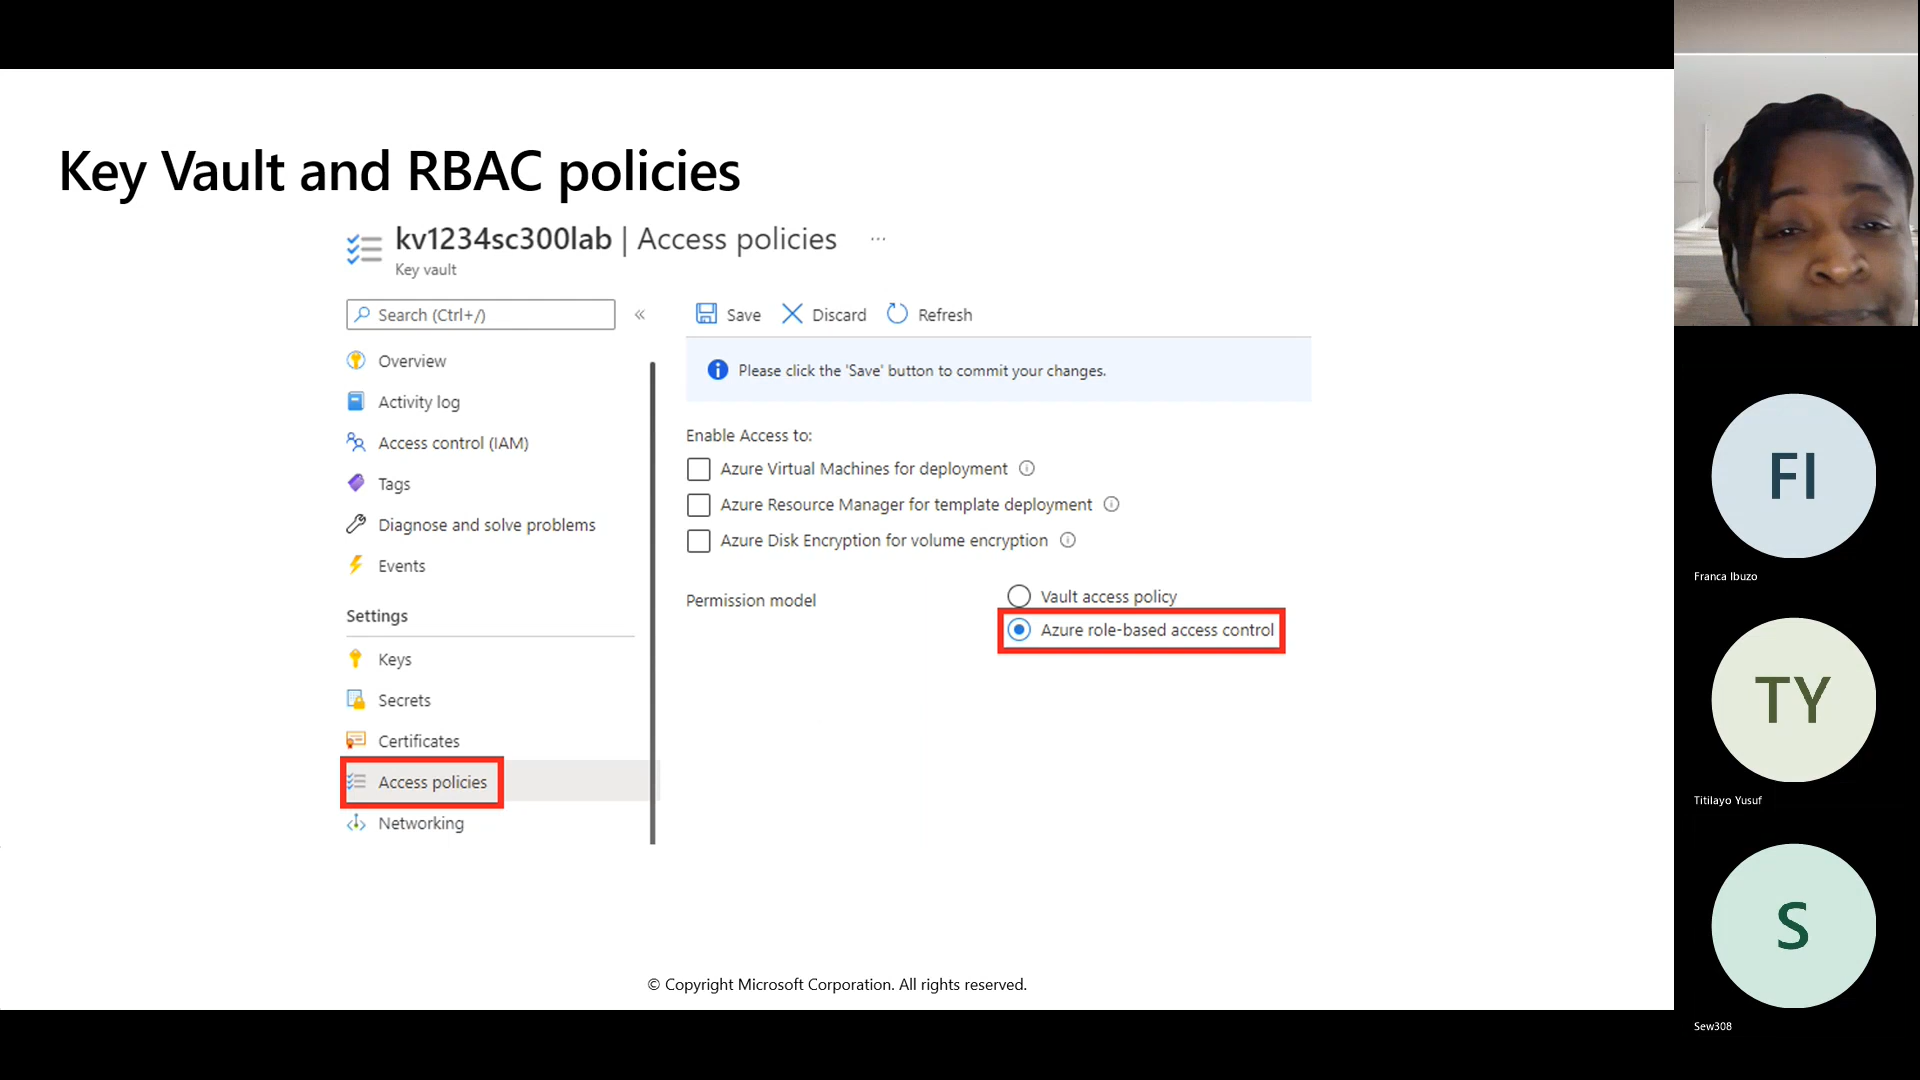 Key Vault and RBAC policies
kv1234sc300lab | Access policies ...
Key vault
Search (Ctrl+/) «
Overview
Activity log
Access control (IAM)
Tags
Diagnose and solve problems
Events
Settings
Keys
Secrets
Certificates
Access policies
Networking
Save Discard Refresh
Please click the 'Save' button to commit your changes.
Enable Access to:
Azure Virtual Machines for deployment
Azure Resource Manager for template deployment
Azure Disk Encryption for volume encryption
Permission model
Vault access policy
Azure role-based access control
© Copyright Microsoft Corporation. All rights reserved.
FI
Franca Ibuzo
TY
Titilayo Yusuf
S
Sew308